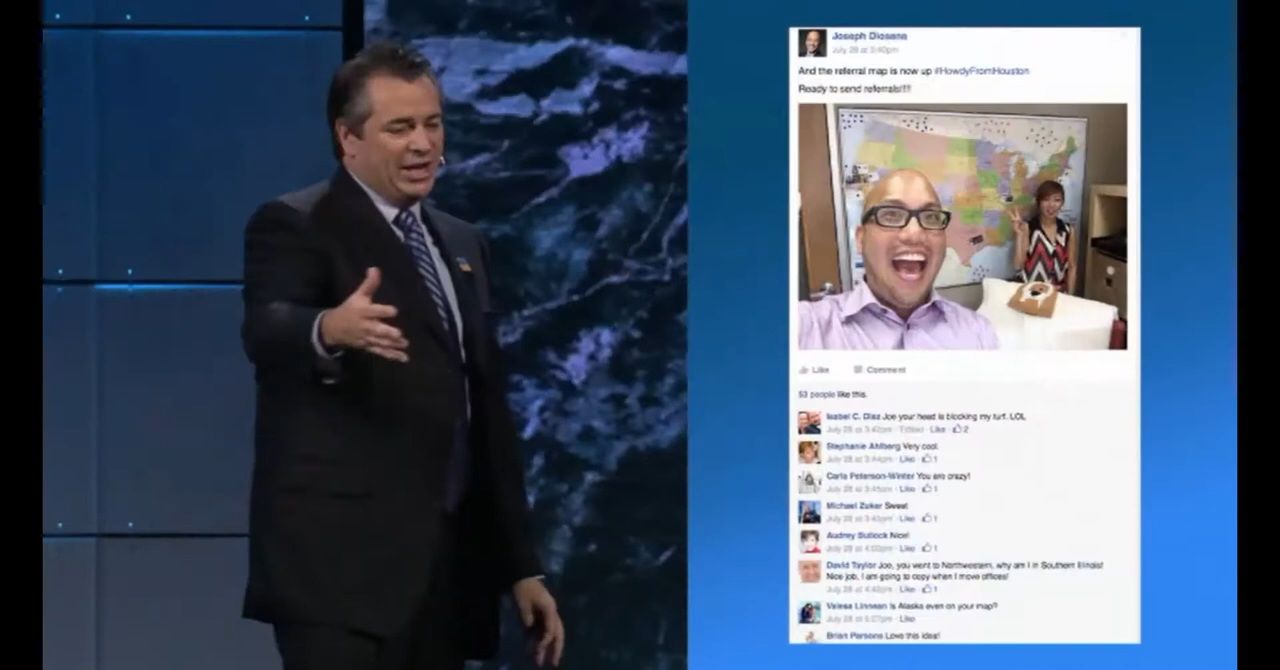 Joseph Diosana
July 28 at 3:40pm
And the referral map is now up #HowdyFromHouston
Ready to send referrals!!!!
Like Comment
53 people like this.
Isabel C. Diaz Joe your head is blocking my turf. LOL
July 28 at 3:42pm · Edited · Like · 2
Stephanie Ahlberg Very cool.
July 28 at 3:44pm · Like · 1
Carla Peterson-Winter You are crazy!
July 28 at 3:45pm · Like · 1
Michael Zuker Sweet
July 28 at 3:45pm · Like · 1
Audrey Bullock Nice!
July 28 at 4:00pm · Like · 1
David Taylor Joe, you went to Northwestern, why am I in Southern Illinois!
Nice job, I am going to copy when I move offices!
July 28 at 4:40pm · Like · 1
Linnean Is Alaska even on your map?
July 28 at 5:07pm · Like
Brian Parsons Love this idea!